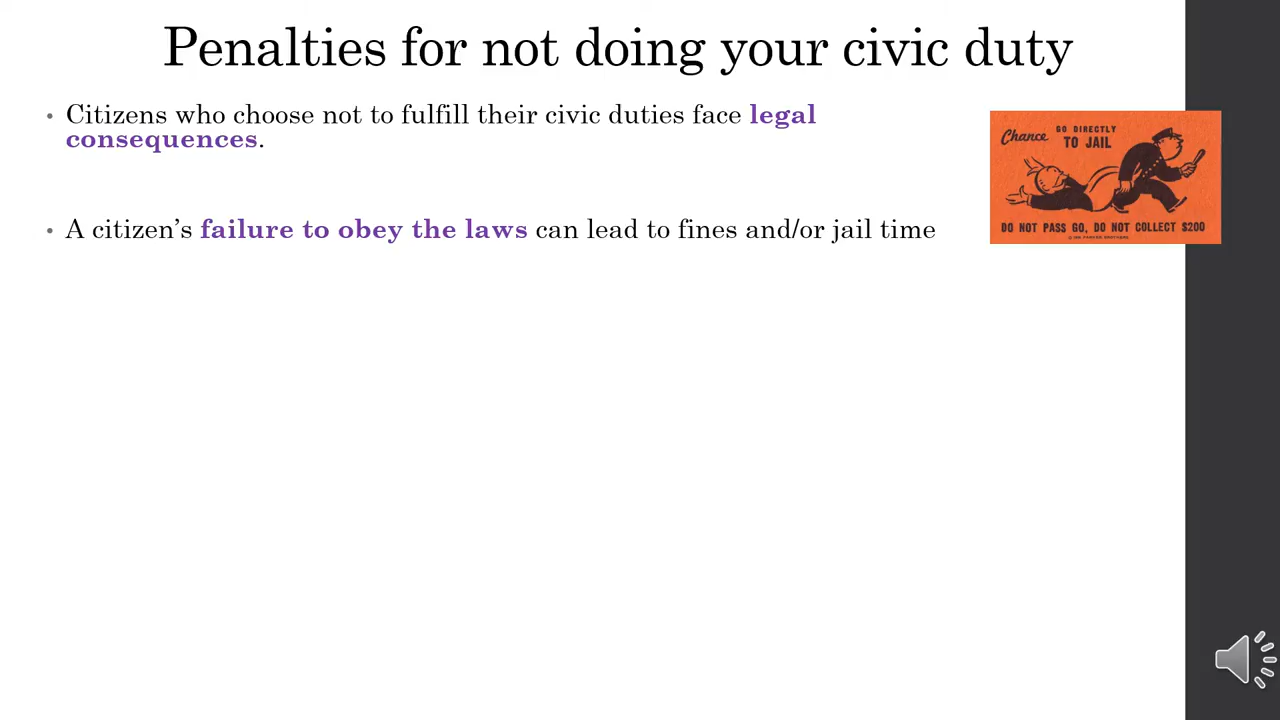 Penalties for not doing your civic duty
• Citizens who choose not to fulfill their civic duties face legal
consequences.
• A citizen’s failure to obey the laws can lead to fines and/or jail time
Chance
GO DIRECTLY
TO JAIL
DO NOT PASS GO, DO NOT COLLECT $200